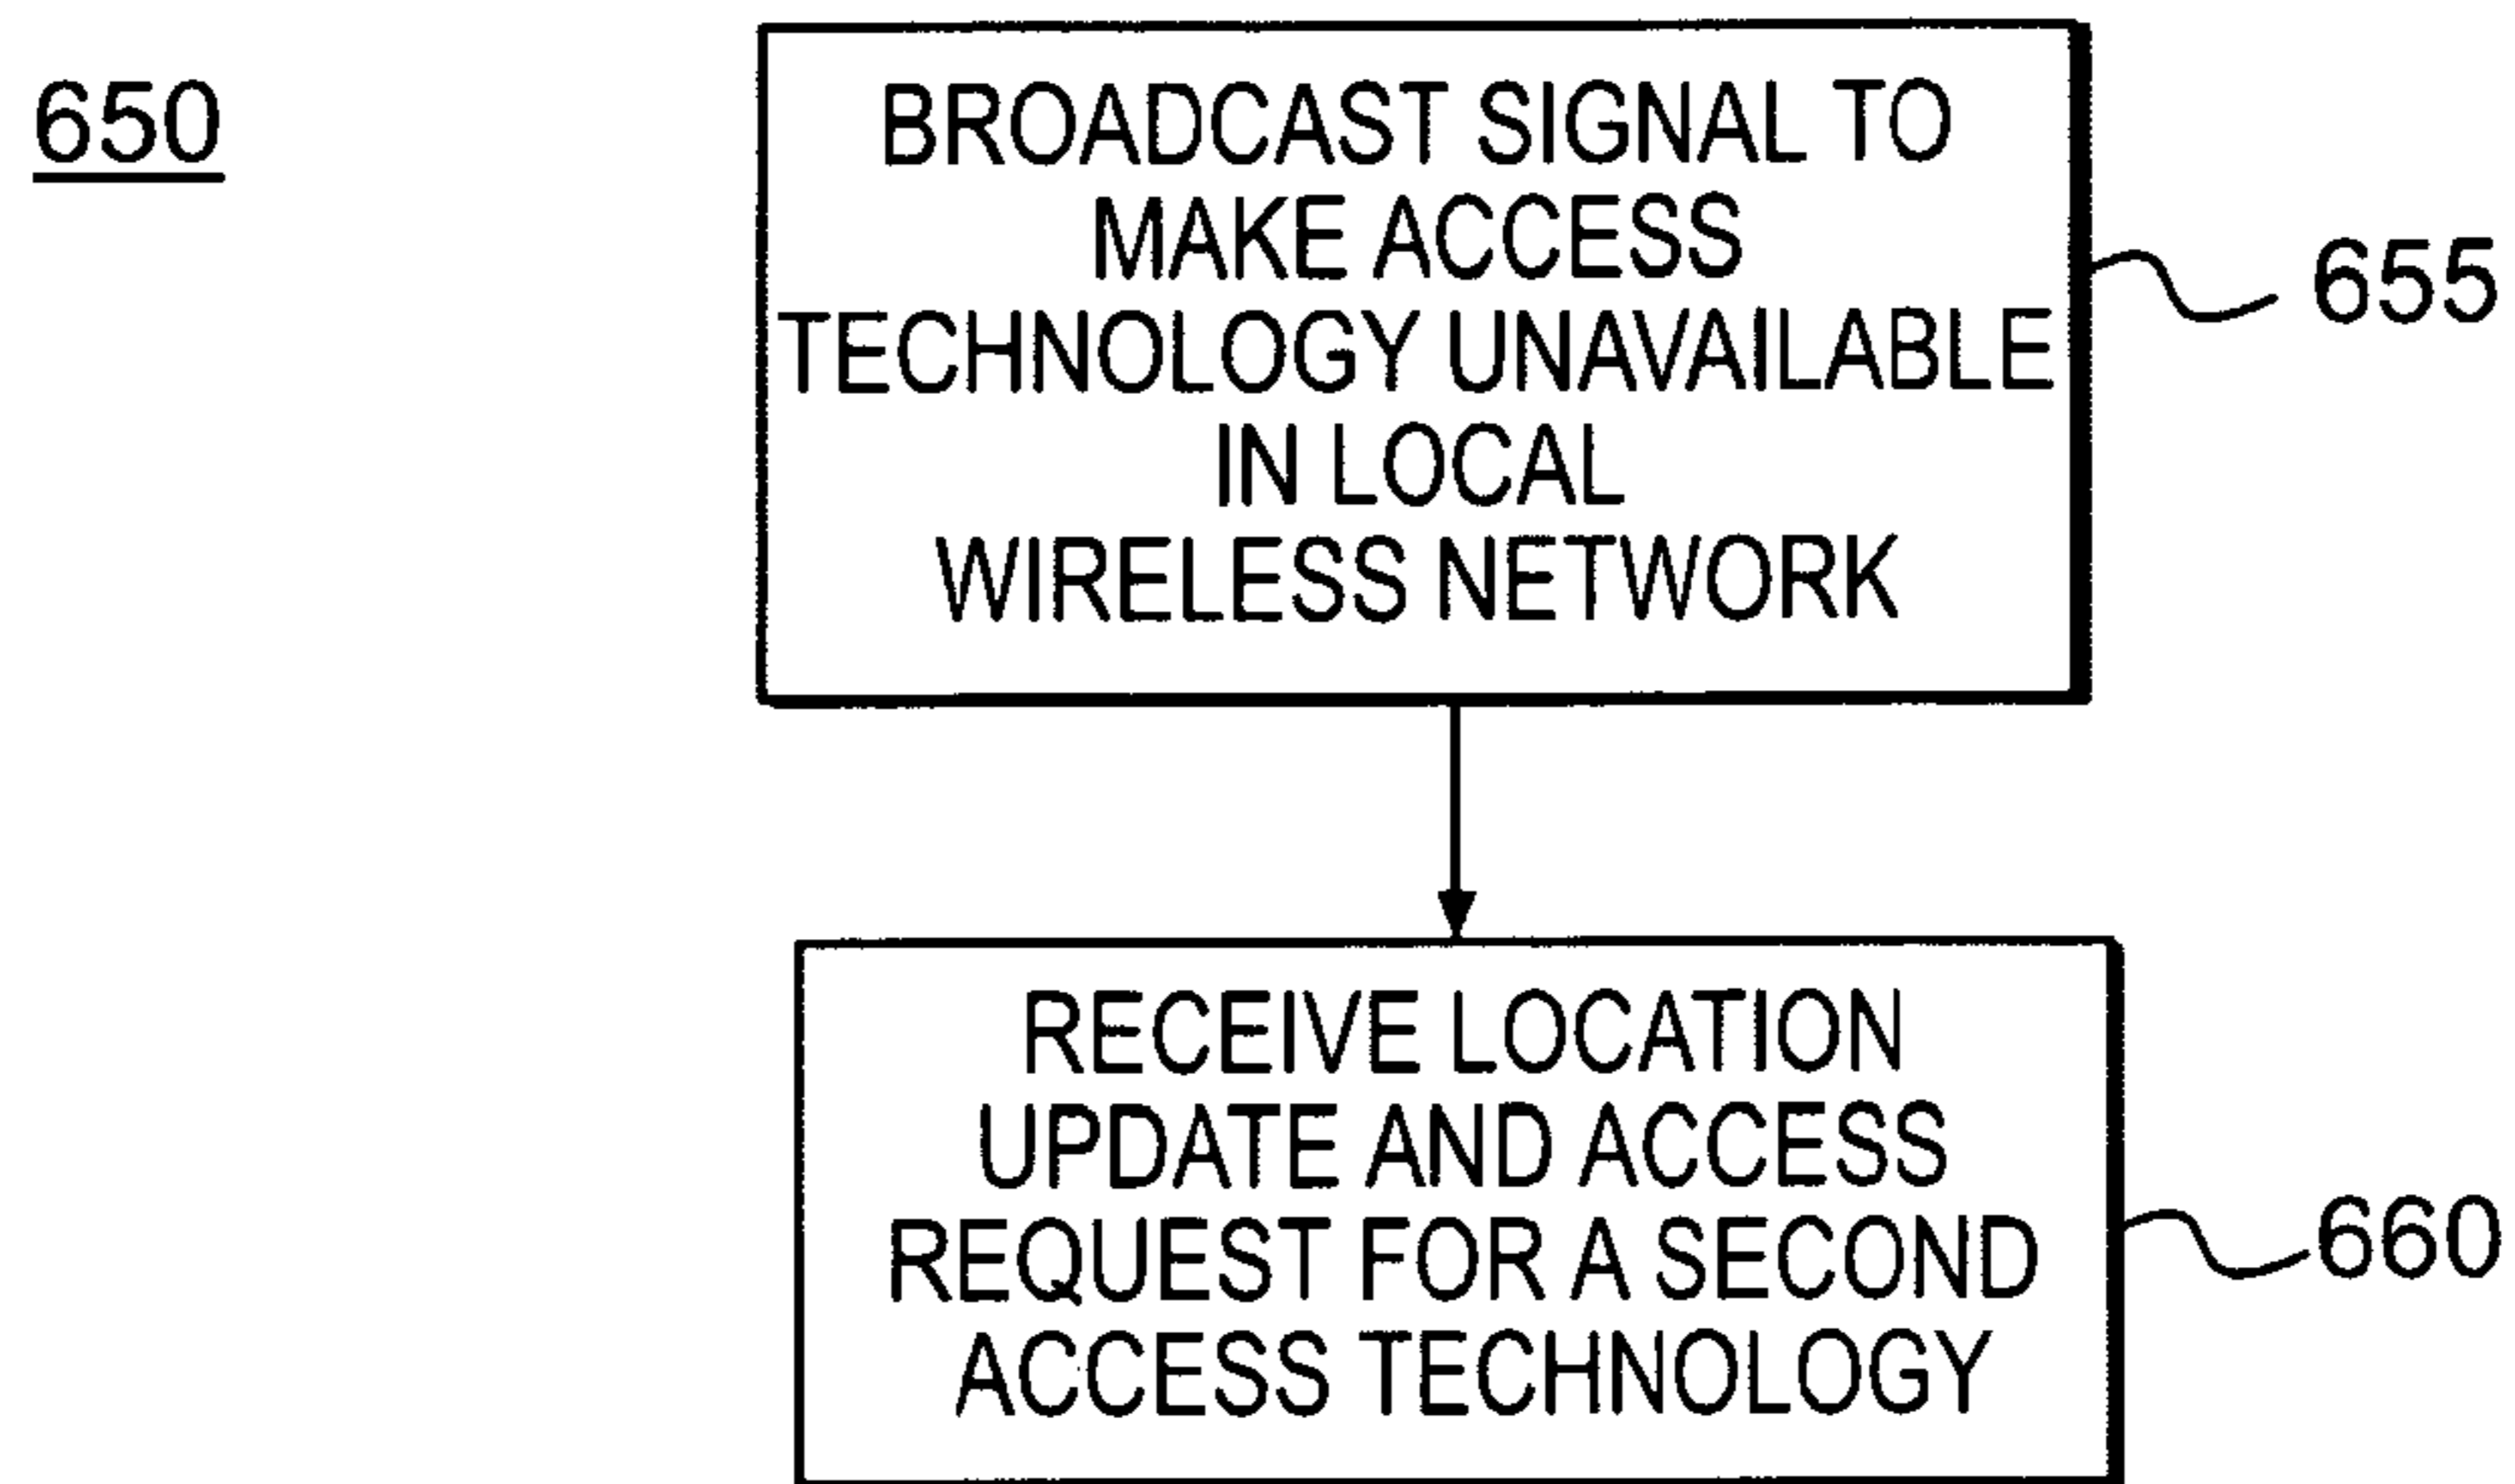 650
BROADCAST SIGNAL TO
MAKE ACCESS
TECHNOLOGY UNAVAILABLE
IN LOCAL
WIRELESS NETWORK
655
RECEIVE LOCATION
UPDATE AND ACCESS
REQUEST FOR A SECOND
ACCESS TECHNOLOGY
660